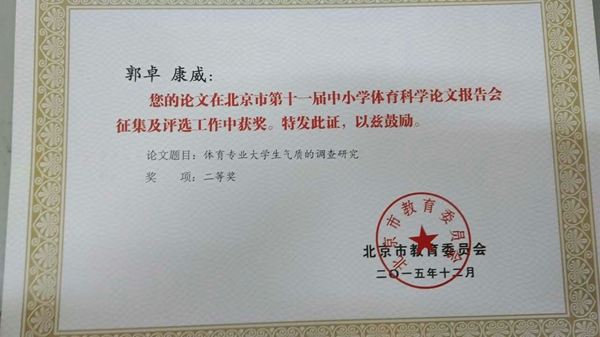 郭卓 康威：
您的论文在北京市第十一届中小学体育科学论文报告会
征集及评选工作中获奖。特发此证，以兹鼓励。
论文题目：体育专业大学生气质的调查研究
奖 项：二等奖
北京市教育委员会
北京市教育委员会
二〇一五年十二月